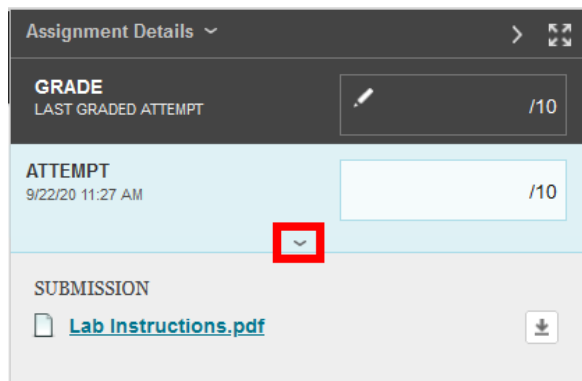 Assignment Details
GRADE
LAST GRADED ATTEMPT
/10
ATTEMPT
9/22/20 11:27 AM
/10
SUBMISSION
Lab Instructions.pdf